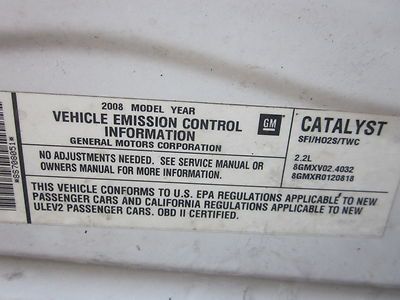 2008 MODEL YEAR
VEHICLE EMISSION CONTROL
INFORMATION
GENERAL MOTORS CORPORATION
GM
CATALYST
SFI/HO2S/TWC
NO ADJUSTMENTS NEEDED. SEE SERVICE MANUAL OR
OWNERS MANUAL FOR MORE INFORMATION.
2.2L
8GMXV02.4032
8GMXR0120818
THIS VEHICLE CONFORMS TO U.S. EPA REGULATIONS APPLICABLE TO NEW
PASSENGER CARS AND CALIFORNIA REGULATIONS APPLICABLE TO NEW
ULEV2 PASSENGER CARS. OBD II CERTIFIED.